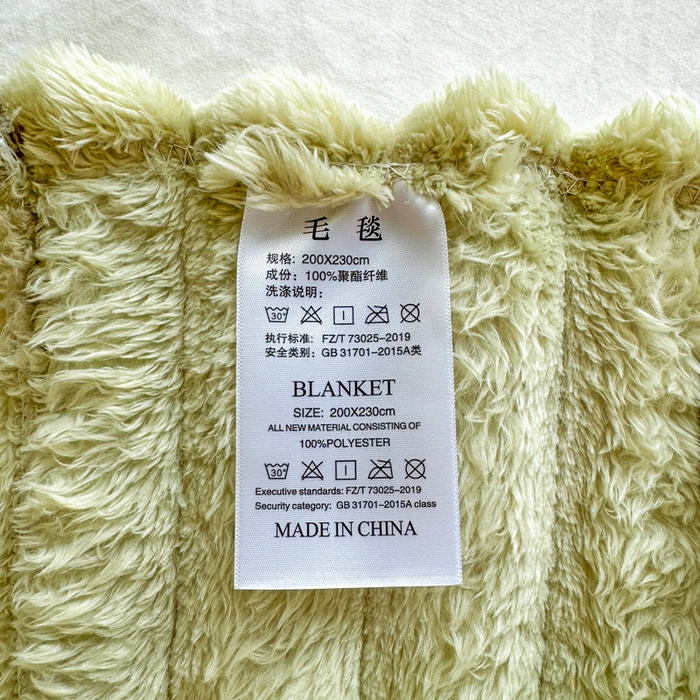 毛毯
规格: 200X230cm
成份: 100%聚酯纤维
洗涤说明:
30°
执行标准: FZ/T 73025-2019
安全类别: GB 31701-2015A类
BLANKET
SIZE: 200X230cm
ALL NEW MATERIAL CONSISTING OF
100%POLYESTER
30°
Executive standards: FZ/T 73025-2019
Security category: GB 31701-2015A class
MADE IN CHINA